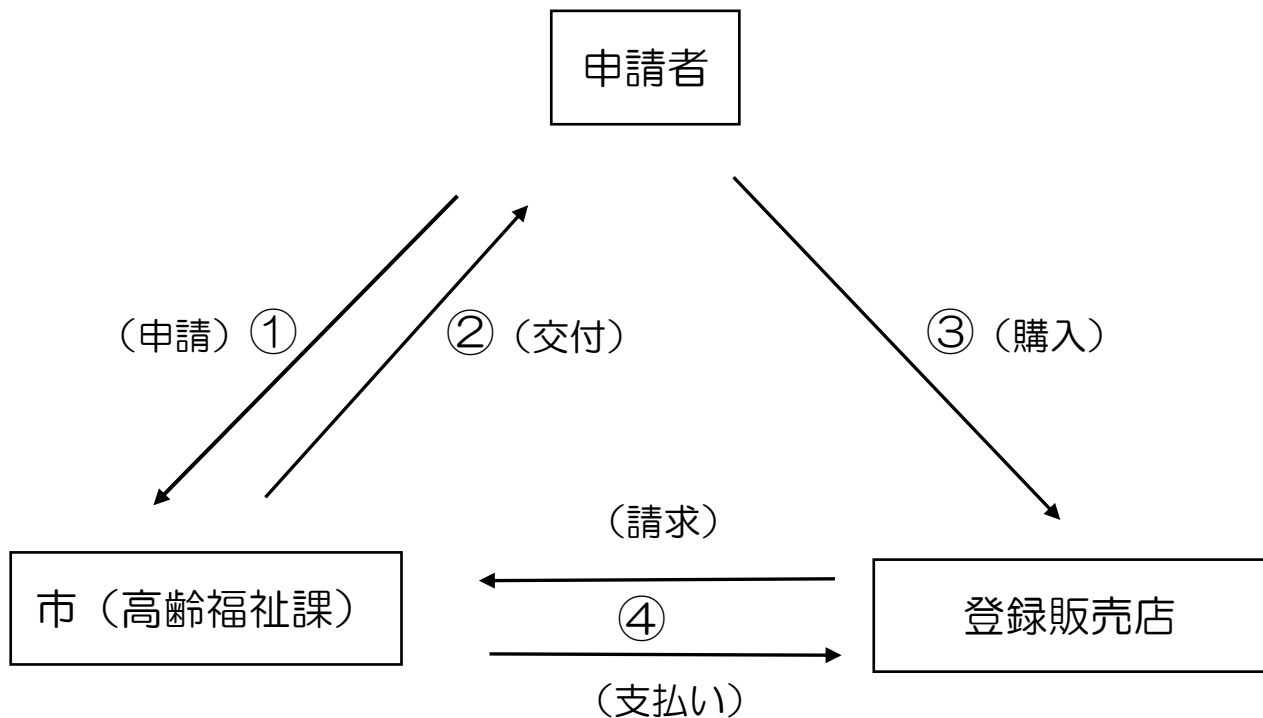 申請者
（申請）①
②（交付）
③（購入）
（請求）
市（高齢福祉課）
④
登録販売店
（支払い）